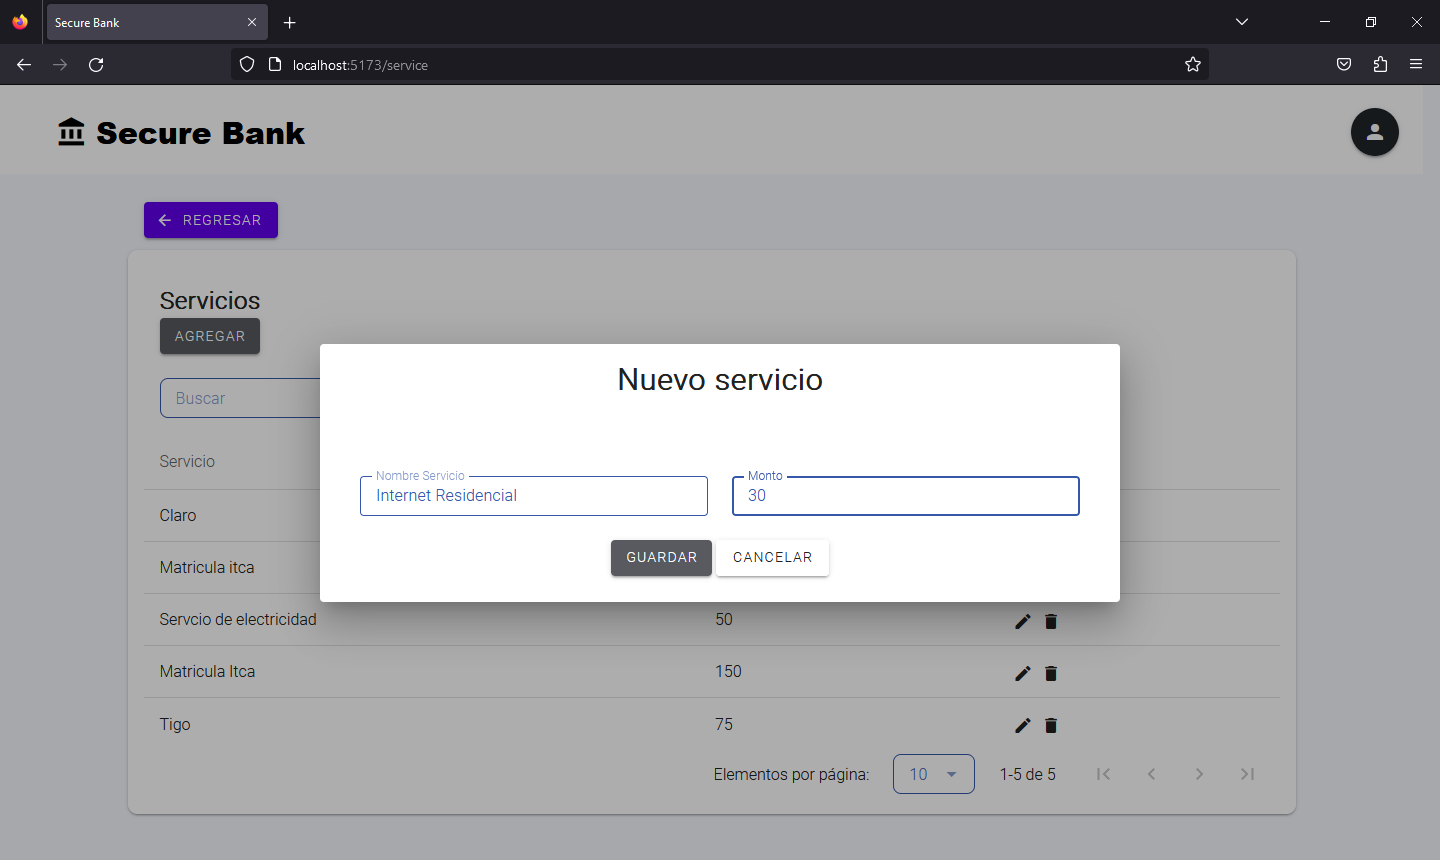 Secure Bank
localhost:5173/service
Secure Bank
REGRESAR
Servicios
AGREGAR
Buscar
Nuevo servicio
Nombre Servicio
Internet Residencial
Monto
30
GUARDAR CANCELAR
Servicio
Claro
Matricula itca
Servcio de electricidad 50
Matricula Itca 150
Tigo 75
Elementos por página: 10 1-5 de 5